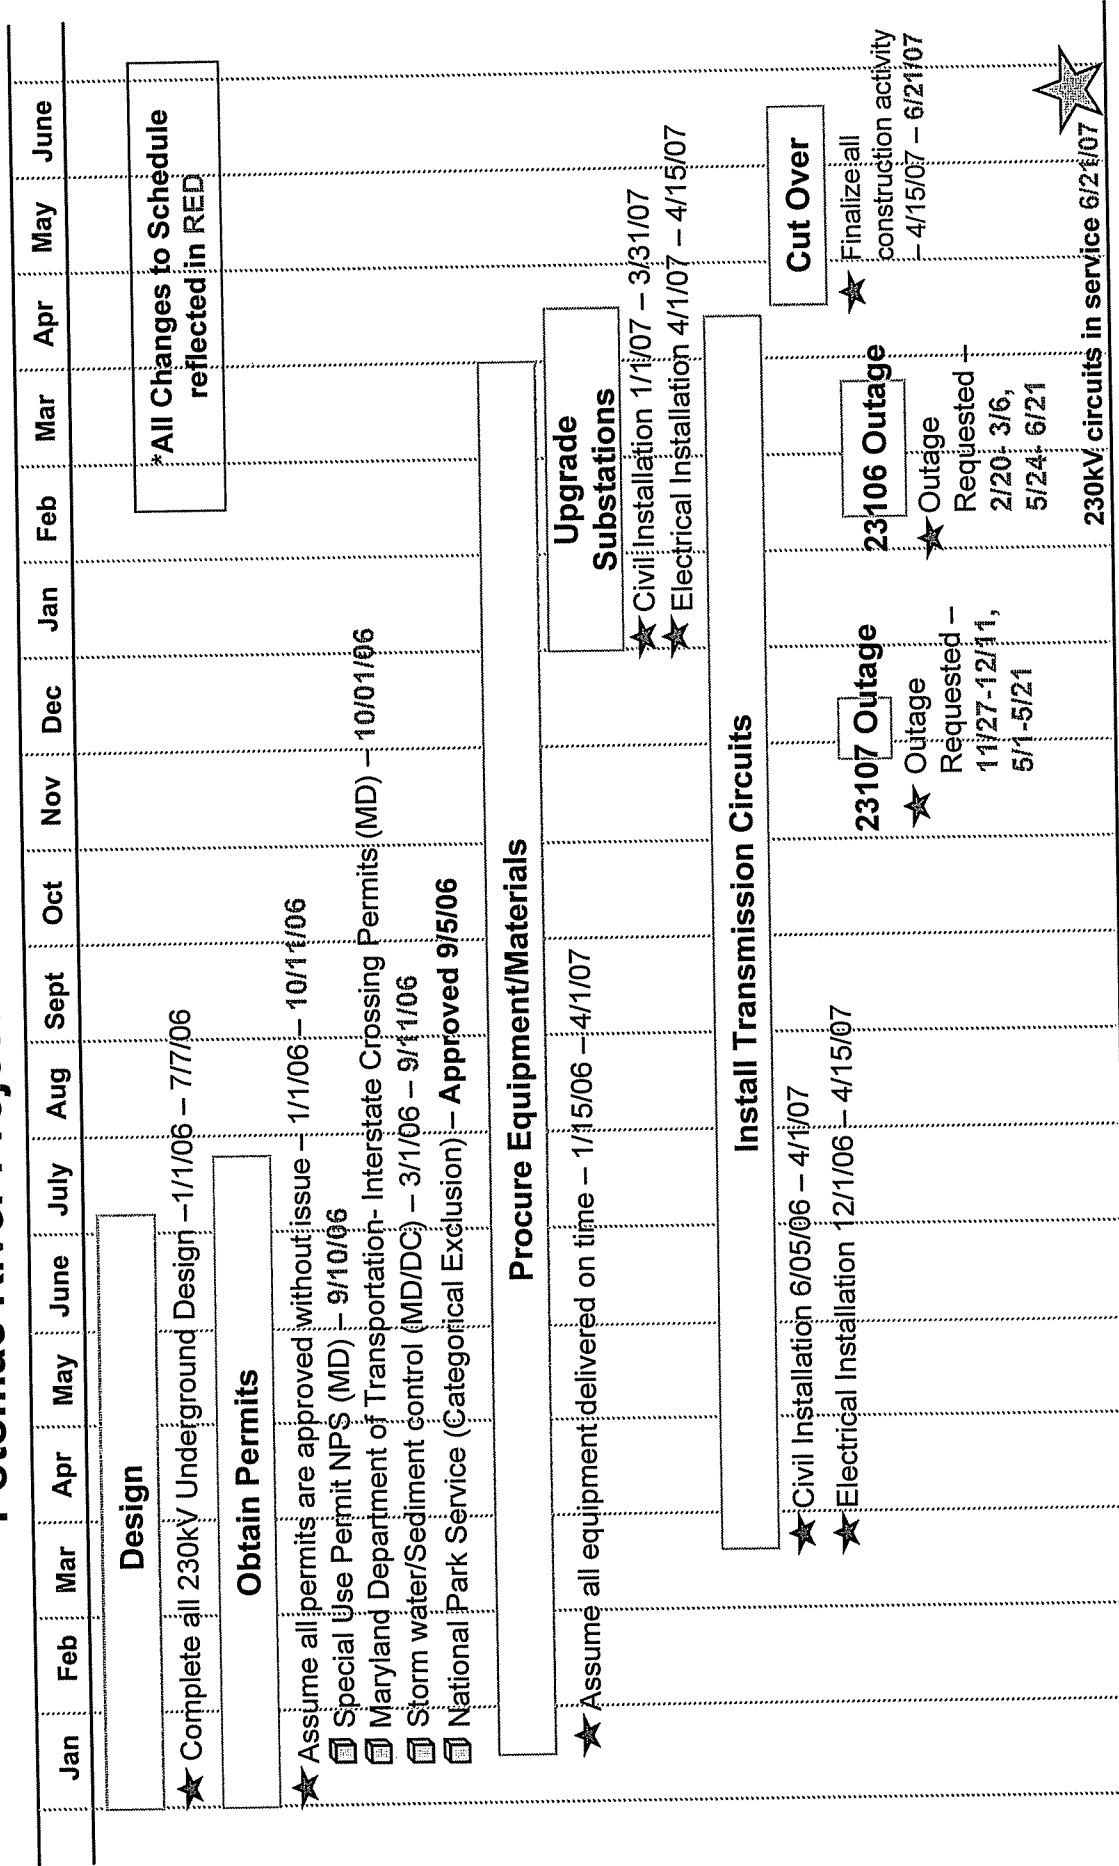 Jan Feb Mar Apr May June July Aug Sept Oct Nov Dec Jan Feb Mar Apr May June
*All Changes to Schedule
reflected in RED
Design
Complete all 230kV Underground Design –1/1/06 – 7/7/06
Obtain Permits
Assume all permits are approved without issue – 1/1/06 – 10/11/06
Special Use Permit NPS (MD) – 9/10/06
Maryland Department of Transportation- Interstate Crossing Permits (MD) – 10/01/06
Storm water/Sediment control (MD/DC) – 3/1/06 – 9/11/06
National Park Service (Categorical Exclusion) – Approved 9/5/06
Procure Equipment/Materials
Assume all equipment delivered on time – 1/15/06 – 4/1/07
Upgrade
Substations
Civil Installation 1/1/07 – 3/31/07
Electrical Installation 4/1/07 – 4/15/07
Install Transmission Circuits
Civil Installation 6/05/06 – 4/1/07
Electrical Installation 12/1/06 – 4/15/07
Cut Over
Finalize all
construction activity
– 4/15/07 – 6/21/07
23107 Outage
Outage
Requested –
11/27-12/11,
5/1-5/21
23106 Outage
Outage
Requested –
2/20- 3/6,
5/24- 6/21
230kV circuits in service 6/21/07